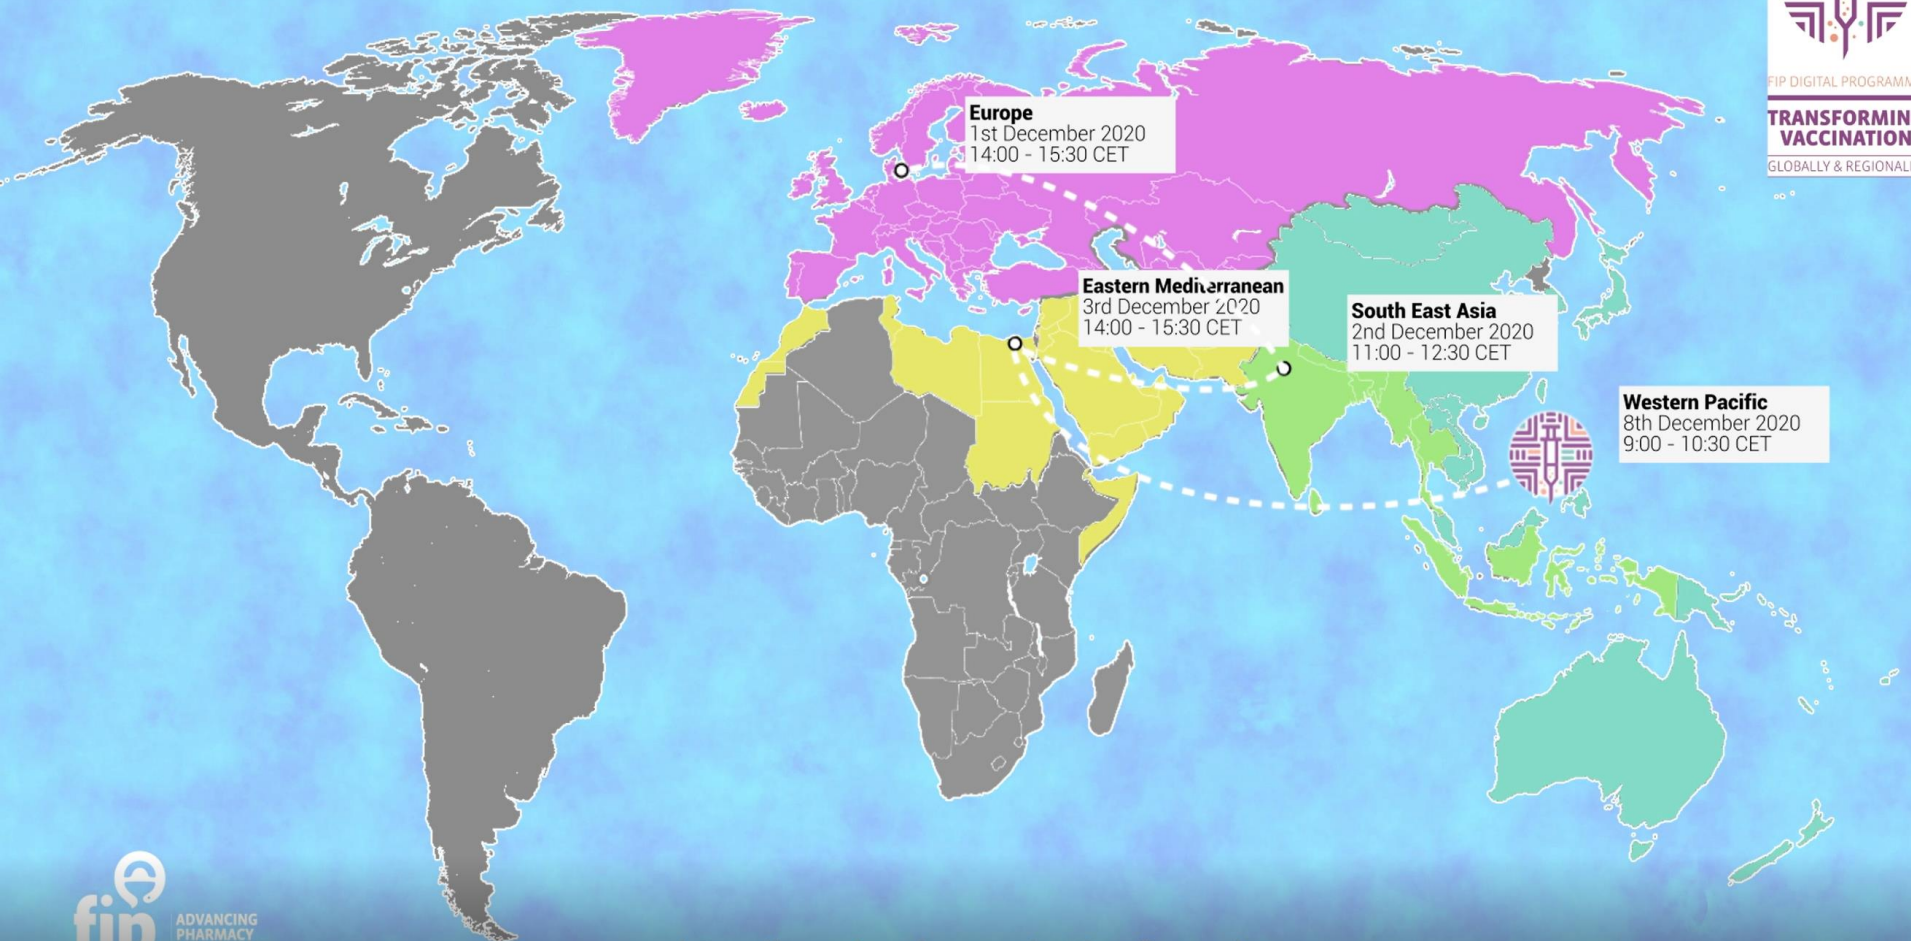 Europe
1st December 2020
14:00 - 15:30 CET
Eastern Mediterranean
3rd December 2020
14:00 - 15:30 CET
South East Asia
2nd December 2020
11:00 - 12:30 CET
Western Pacific
8th December 2020
9:00 - 10:30 CET
FIP DIGITAL PROGRAMM
TRANSFORMIN
VACCINATION
GLOBALLY & REGIONAL
fip
ADVANCING
PHARMACY